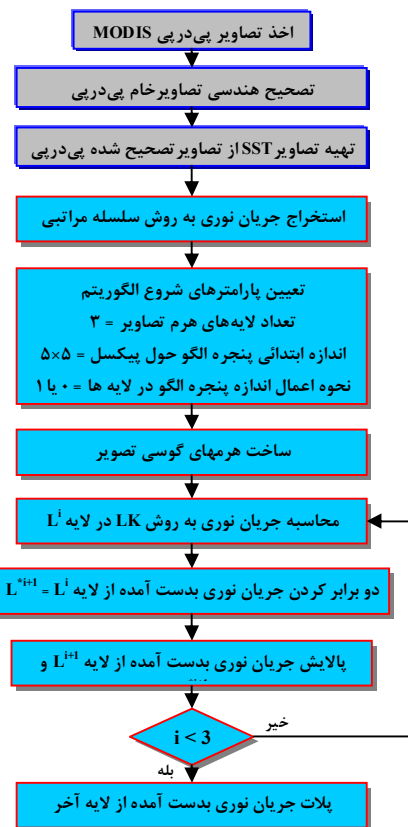 اخذ تصاویر پی‌درپی MODIS
تصحیح هندسی تصاویرخام پی‌درپی
تهیه تصاویر SST از تصاویر تصحیح شده پی‌درپی
استخراج جریان نوری به روش سلسله مراتبی
تعیین پارامترهای شروع الگوریتم
تعداد لایه‌های هرم تصاویر = ۳
اندازه ابتدائی پنجره الگو حول پیکسل = ۵×۵
نحوه اعمال اندازه پنجره الگو در لایه ها = ۰ یا ۱
ساخت هرمهای گوسی تصویر
محاسبه جریان نوری به روش LK در لایه Lⁱ
دو برابر کردن جریان نوری بدست آمده از لایه L*ⁱ⁺¹ = Lⁱ
پالایش جریان نوری بدست آمده از لایه Lⁱ⁺¹ و
i < 3
خیر
بله
پلات جریان نوری بدست آمده از لایه آخر